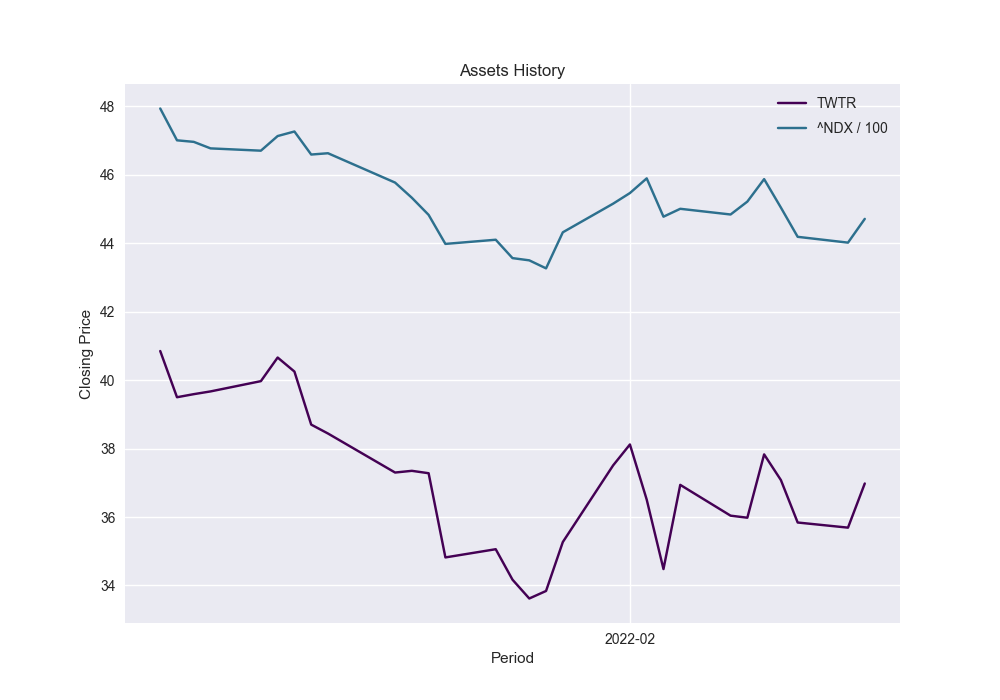 Assets History
TWTR
^NDX / 100
Closing Price
48
46
44
42
40
38
36
34
2022-02
Period